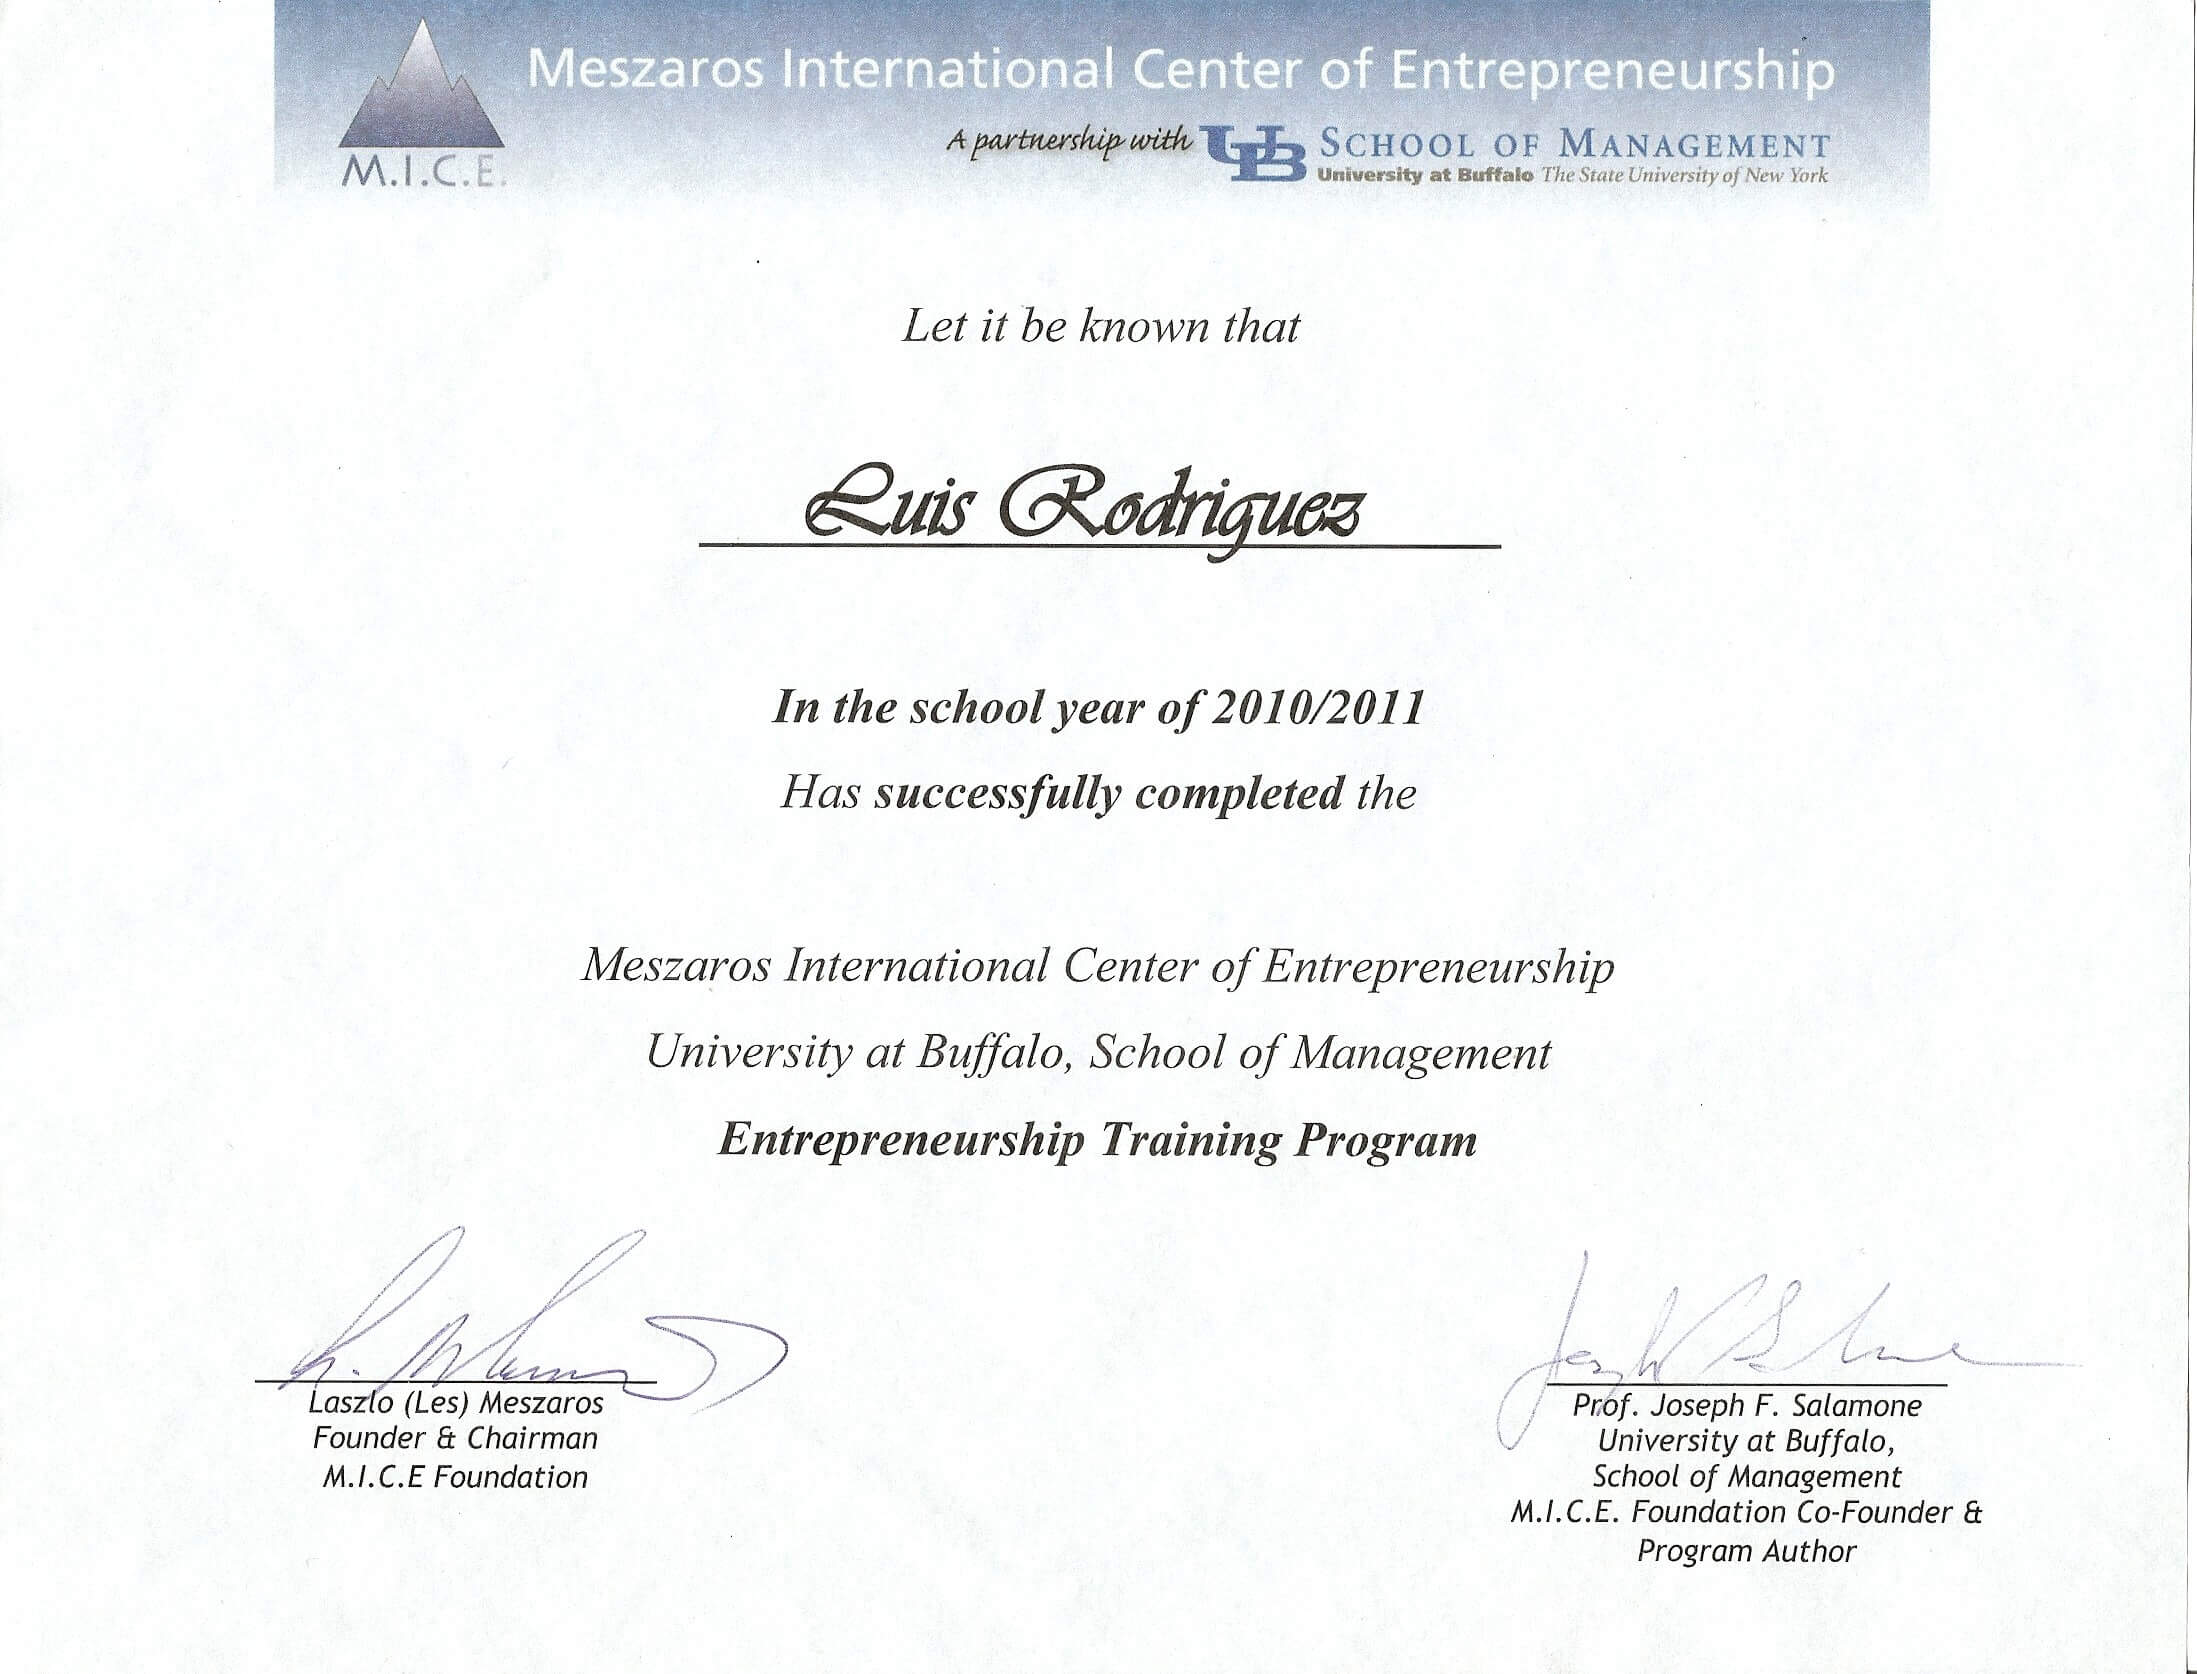 Meszaros International Center of Entrepreneurship
M.I.C.E.
A partnership with UB SCHOOL OF MANAGEMENT
University at Buffalo The State University of New York
Let it be known that
Luis Rodriguez
In the school year of 2010/2011
Has successfully completed the
Meszaros International Center of Entrepreneurship
University at Buffalo, School of Management
Entrepreneurship Training Program
Laszlo (Les) Meszaros
Founder & Chairman
M.I.C.E Foundation
Prof. Joseph F. Salamone
University at Buffalo,
School of Management
M.I.C.E. Foundation Co-Founder &
Program Author